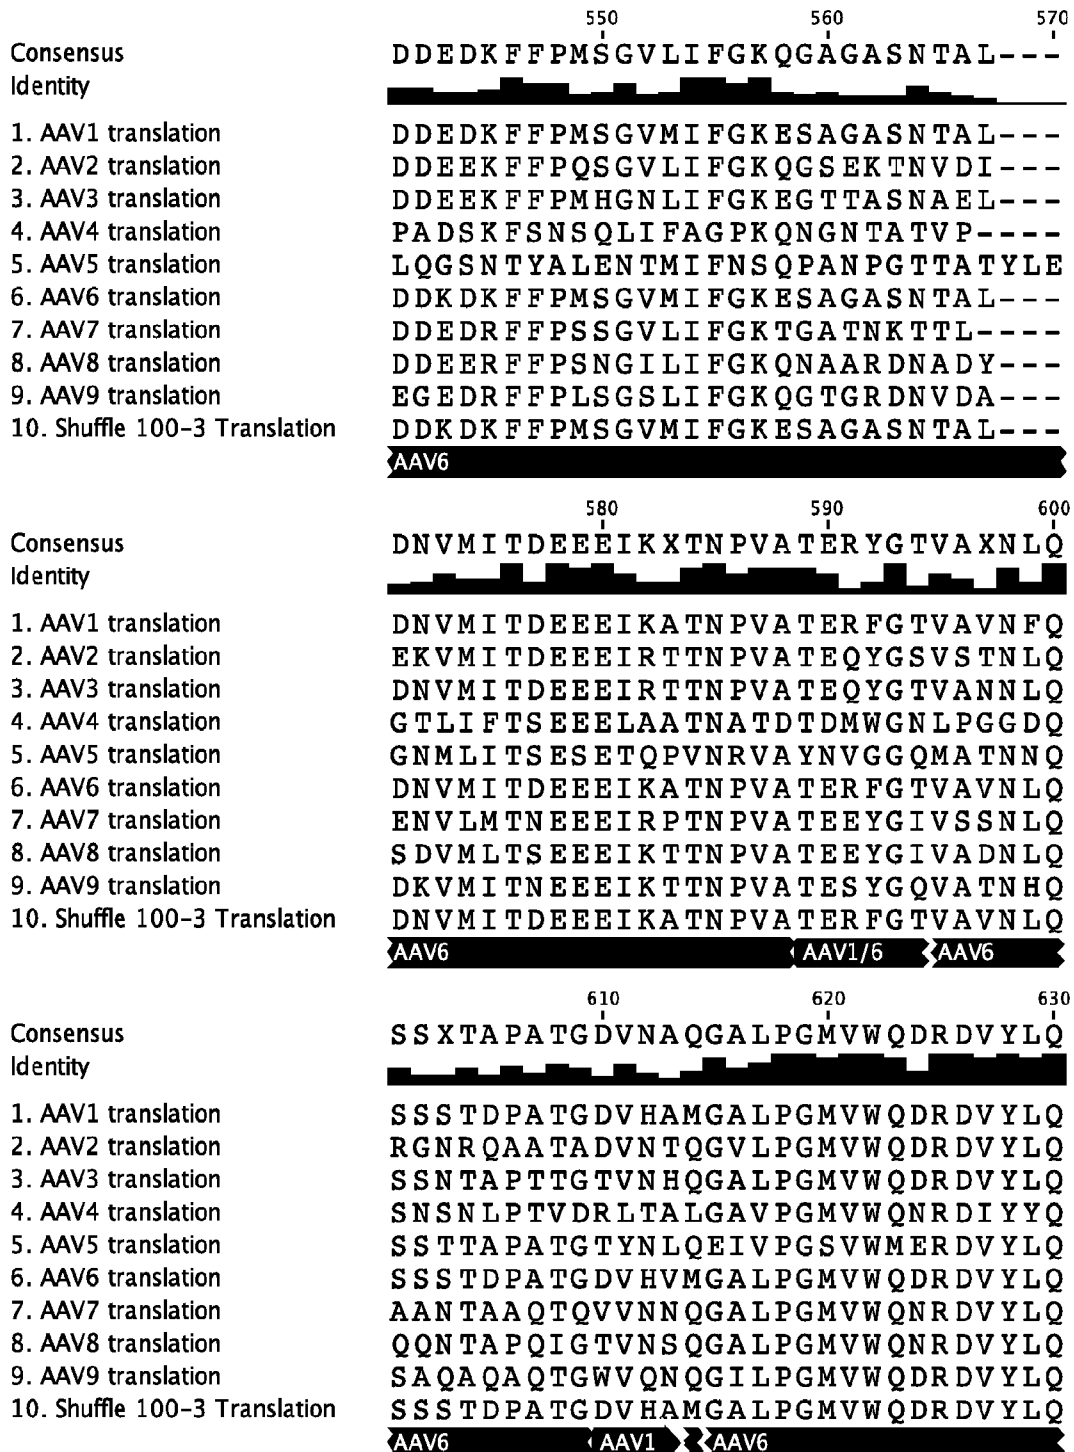 550 560 570
Consensus DDEDKFFPMSGVLIFGKQGAGASNTAL---
Identity
1. AAV1 translation DDEDKFFPMSGVMIFGKESAGASNTAL---
2. AAV2 translation DDEEKFFPQSGVLIFGKQGSEKTNVDI---
3. AAV3 translation DDEEKFFPMHGNLIFGKEGTTASNAEL---
4. AAV4 translation PADSKFSNSQLIFAGPKQNGNTATVP----
5. AAV5 translation LQGSNTYALENTMIFNSQPANPGTTATYLE
6. AAV6 translation DDKDKFFPMSGVMIFGKESAGASNTAL---
7. AAV7 translation DDEDRFFPSSGVLIFGKTGATNKTTL----
8. AAV8 translation DDEERFFPSNGILIFGKQNAARDNADY---
9. AAV9 translation EGEDRFFPLSGSLIFGKQGTGRDNVDA---
10. Shuffle 100-3 Translation DDKDKFFPMSGVMIFGKESAGASNTAL---
AAV6
580 590 600
Consensus DNVMITDEEEIKXTNPVATERYGTVAXNLQ
Identity
1. AAV1 translation DNVMITDEEEIKATNPVATERFGTVAVNFQ
2. AAV2 translation EKVMITDEEEIRTTNPVATEQYGSVSTNLQ
3. AAV3 translation DNVMITDEEEIRTTNPVATEQYGTVANNLQ
4. AAV4 translation GTLIFTSEEELAATNATDTDMWGNLPGGDQ
5. AAV5 translation GNMLITSESETQPVNRVAYNVGGQMATNNQ
6. AAV6 translation DNVMITDEEEIKATNPVATERFGTVAVNLQ
7. AAV7 translation ENVLMTNEEEIRPTNPVATEEYGIVSSNLQ
8. AAV8 translation SDVMLTSEEEIKTTNPVATEEYGIVADNLQ
9. AAV9 translation DKVMITNEEEIKTTNPVATESYGQVATNHQ
10. Shuffle 100-3 Translation DNVMITDEEEIKATNPVATERFGTVAVNLQ
AAV6 AAV1/6 AAV6
610 620 630
Consensus SSXTAPATGDVNAQGALPGMVWQDRDVYLQ
Identity
1. AAV1 translation SSSTDPATGDVHAMGALPGMVWQDRDVYLQ
2. AAV2 translation RGNRQAATADVNTQGVLPGMVWQDRDVYLQ
3. AAV3 translation SSNTAPTTGTVNHQGALPGMVWQDRDVYLQ
4. AAV4 translation SNSNLPTVDRLTALGAVPGMVWQNRDIYYQ
5. AAV5 translation SSTTAPATGTYNLQEIVPGSVWMERDVYLQ
6. AAV6 translation SSSTDPATGDVHVMGALPGMVWQDRDVYLQ
7. AAV7 translation AANTAAQTQVVNNQGALPGMVWQNRDVYLQ
8. AAV8 translation QQNTAPQIGTVNSQGALPGMVWQNRDVYLQ
9. AAV9 translation SAQAQAQTGWVQNQGILPGMVWQDRDVYLQ
10. Shuffle 100-3 Translation SSSTDPATGDVHAMGALPGMVWQDRDVYLQ
AAV6 AAV1 AAV6